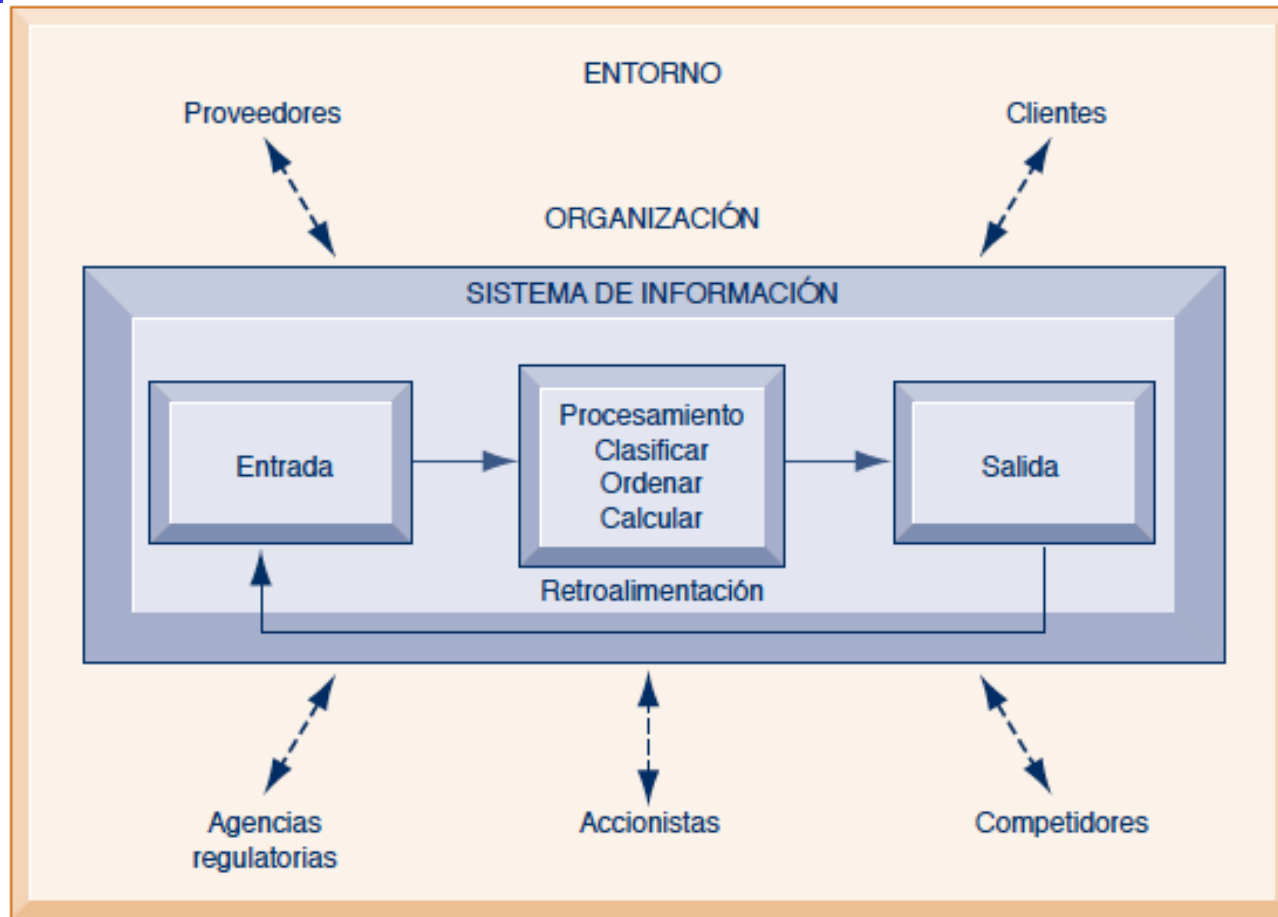 ENTORNO
Proveedores
Clientes
ORGANIZACIÓN
SISTEMA DE INFORMACIÓN
Entrada
Procesamiento
Clasificar
Ordenar
Calcular
Salida
Retroalimentación
Agencias
regulatorias
Accionistas
Competidores